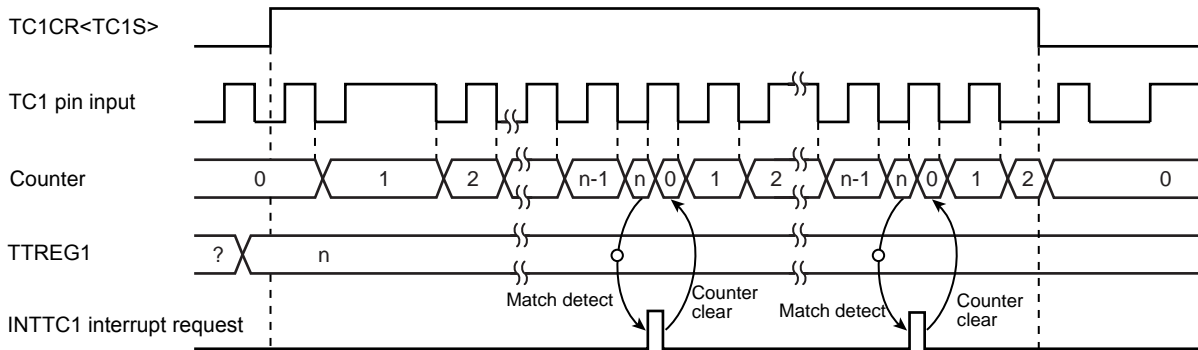 TC1CR<TC1S>
TC1 pin input
Counter
0 1 2 n-1 n 0 1 2 n-1 n 0 1 2 0
TTREG1
? n
Match detect
Counter
clear
Match detect
Counter
clear
INTTC1 interrupt request